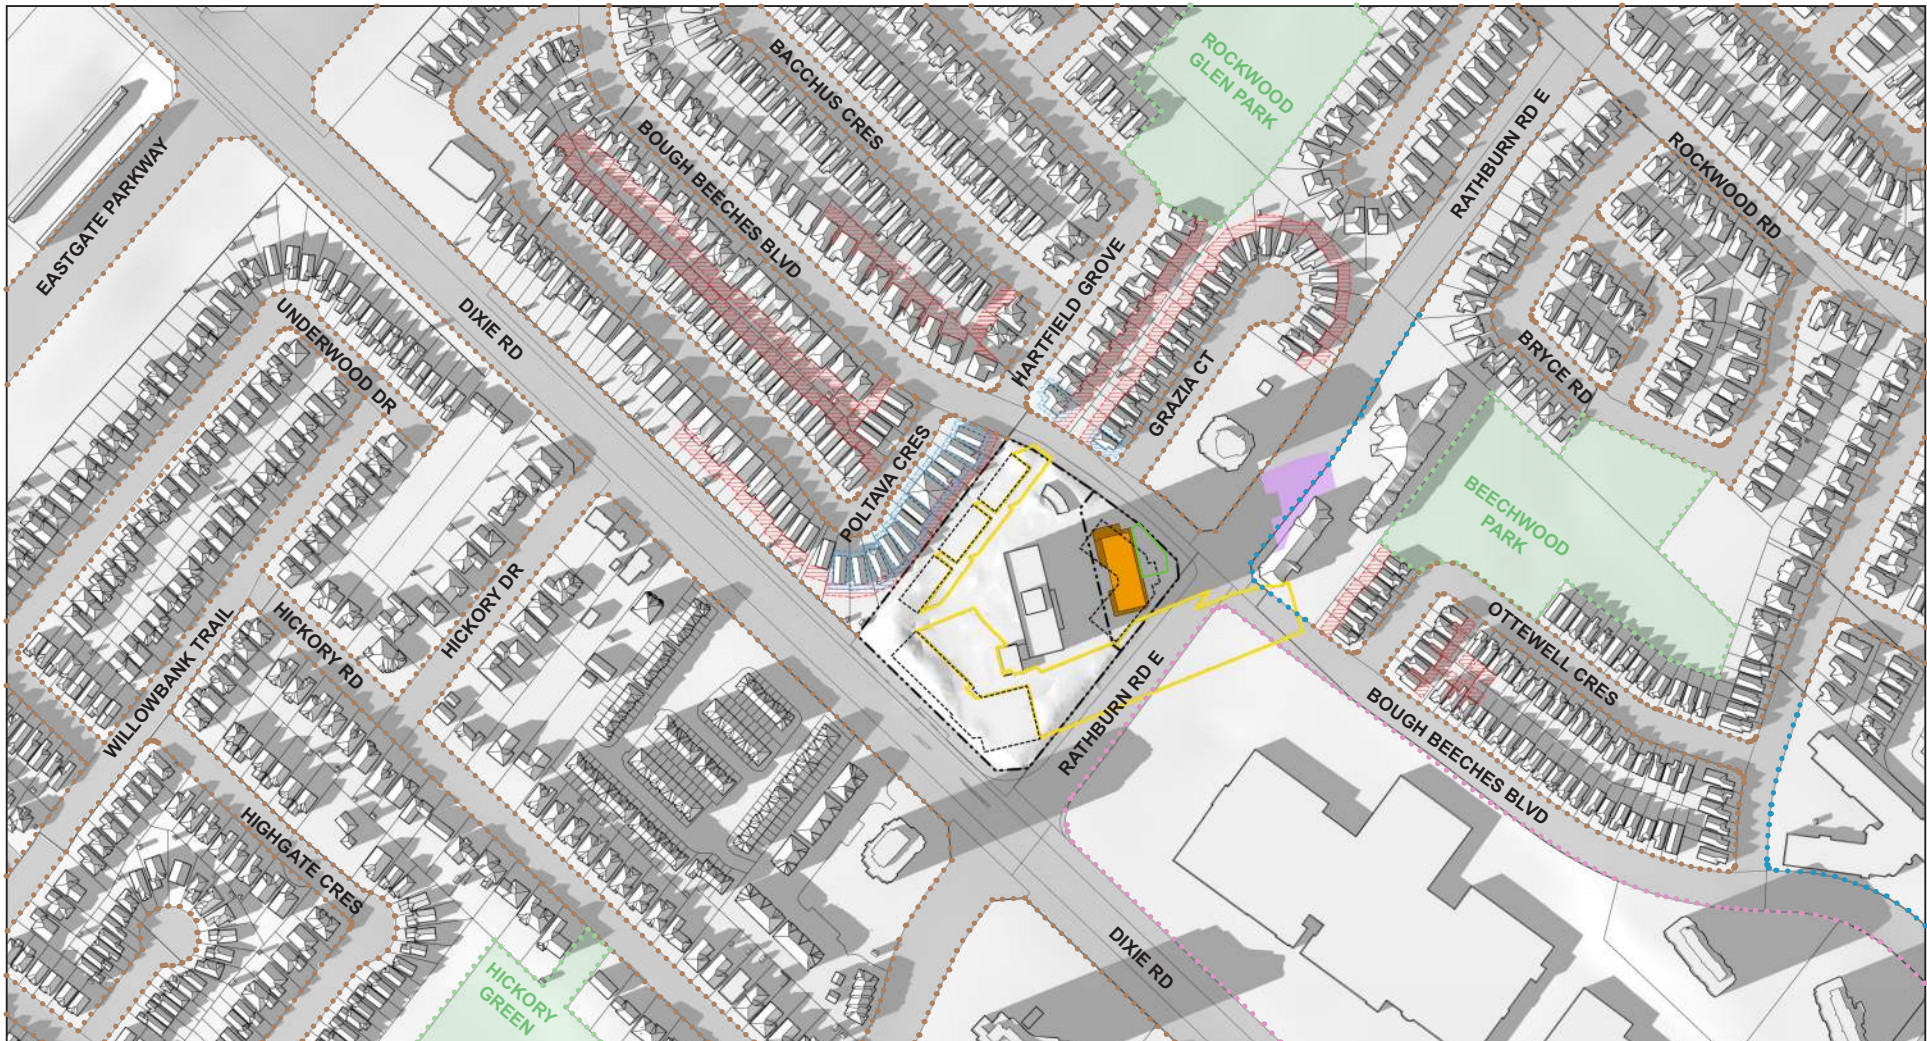 BACCHUS CRES
ROCKWOOD
GLEN PARK
RATHBURN RD E
ROCKWOOD RD
EASTGATE PARKWAY
BOUGH BEECHES BLVD
UNDERWOOD DR
DIXIE RD
HARTFIELD GROVE
GRAZIA CT
BRYCE RD
POLTAVA CRES
BEECHWOOD
PARK
HICKORY DR
WILLOWBANK TRAIL
HICKORY RD
OTTEWELL CRES
RATHBURN RD E
BOUGH BEECHES BLVD
HIGHGATE CRES
DIXIE RD
HICKORY
GREEN